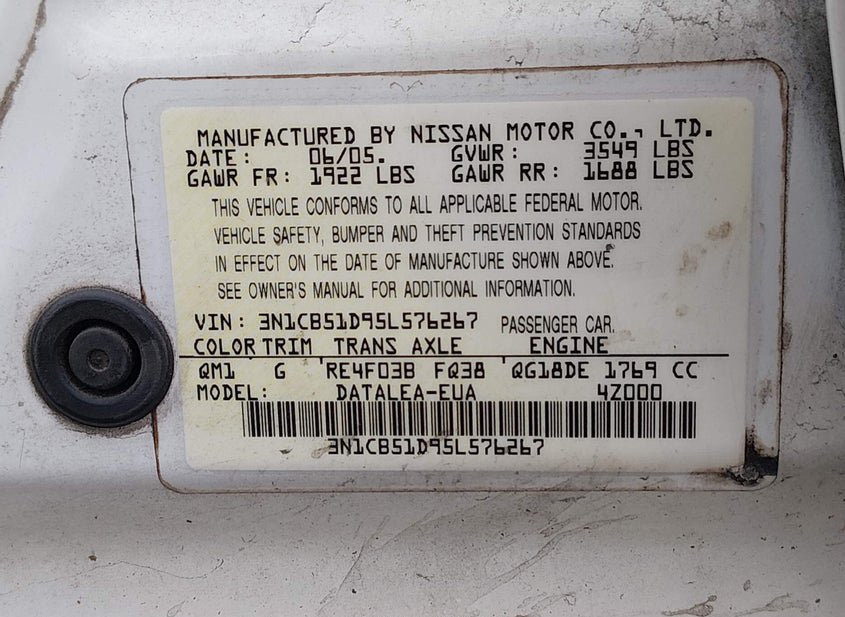 MANUFACTURED BY NISSAN MOTOR CO., LTD.
DATE: 06/05. GVWR: 3549 LBS
GAWR FR: 1922 LBS GAWR RR: 1688 LBS
THIS VEHICLE CONFORMS TO ALL APPLICABLE FEDERAL MOTOR.
VEHICLE SAFETY, BUMPER AND THEFT PREVENTION STANDARDS
IN EFFECT ON THE DATE OF MANUFACTURE SHOWN ABOVE.
SEE OWNER'S MANUAL FOR ADDITIONAL INFORMATION.
VIN: 3N1CB51D95L576267 PASSENGER CAR.
COLOR TRIM TRANS AXLE ENGINE
QM1 G RE4F03B FQ38 QG18DE 1769 CC
MODEL: DATALEA-EUA 4Z000
3N1CB51D95L576267